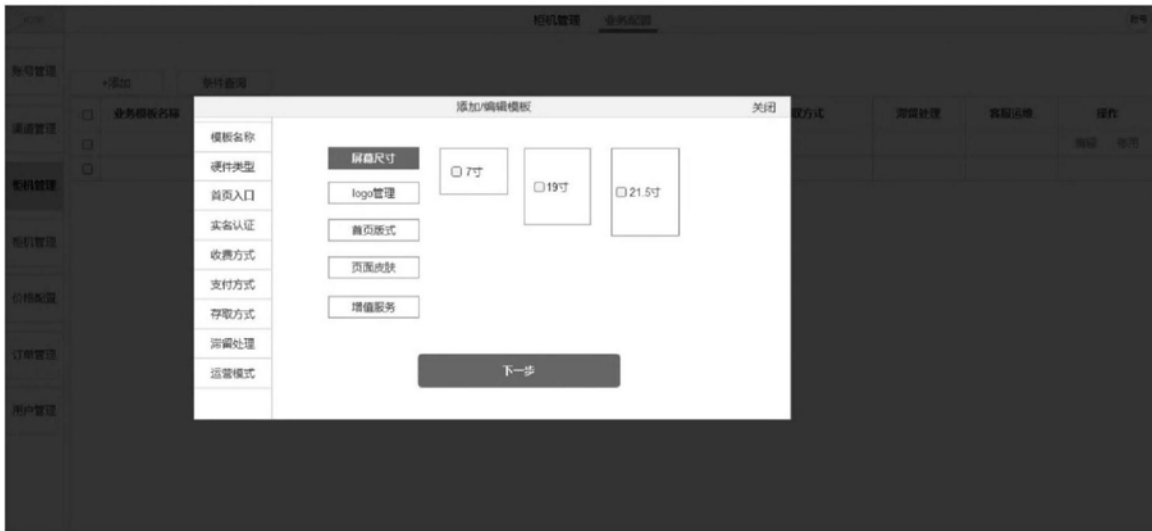 柜机管理 业务配置
账号
账号管理
+添加 条件查询
业务模板名称
取方式 滞留处理 客服运维 操作
编辑 停用
渠道管理
柜机管理
柜机管理
价格配置
订单管理
用户管理
添加/编辑模板 关闭
模板名称
硬件类型
首页入口
实名认证
收费方式
支付方式
存取方式
滞留处理
运营模式
屏幕尺寸
logo管理
首页版式
页面皮肤
增值服务
7寸
19寸
21.5寸
下一步